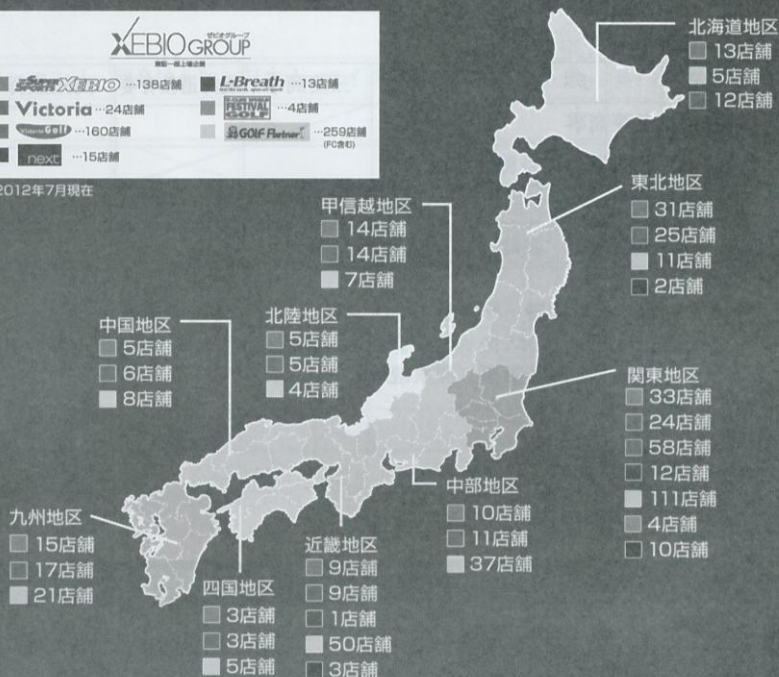 ゼビオグループ
XEBIO GROUP
東証一部上場企業
SUPER SPORTS XEBIO …138店舗
Victoria …24店舗
Victoria Golf …160店舗
next …15店舗
L-Breath …13店舗
FESTIVAL GOLF …4店舗
GOLF Partner …259店舗
(FC含む)
2012年7月現在
北海道地区
13店舗
5店舗
12店舗
東北地区
31店舗
25店舗
11店舗
2店舗
甲信越地区
14店舗
14店舗
7店舗
北陸地区
5店舗
5店舗
4店舗
中国地区
5店舗
6店舗
8店舗
関東地区
33店舗
24店舗
58店舗
12店舗
111店舗
4店舗
10店舗
中部地区
10店舗
11店舗
37店舗
九州地区
15店舗
17店舗
21店舗
四国地区
3店舗
3店舗
5店舗
近畿地区
9店舗
9店舗
1店舗
50店舗
3店舗